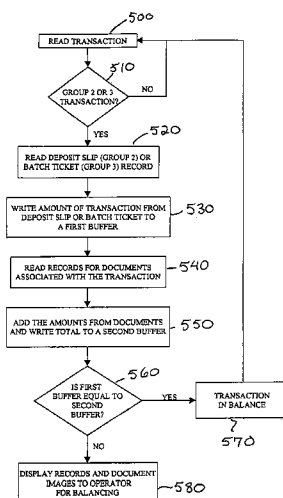 500
READ TRANSACTION
510
GROUP 2 OR 3
TRANSACTION?
NO
YES
520
READ DEPOSIT SLIP (GROUP 2) OR
BATCH TICKET (GROUP 3) RECORD
WRITE AMOUNT OF TRANSACTION FROM
DEPOSIT SLIP OR BATCH TICKET TO
A FIRST BUFFER
530
READ RECORDS FOR DOCUMENTS
ASSOCIATED WITH THE TRANSACTION
540
ADD THE AMOUNTS FROM DOCUMENTS
AND WRITE TOTAL TO A SECOND BUFFER
550
560
IS FIRST
BUFFER EQUAL TO
SECOND
BUFFER?
YES
TRANSACTION
IN BALANCE
570
NO
DISPLAY RECORDS AND DOCUMENT
IMAGES TO OPERATOR
FOR BALANCING
580